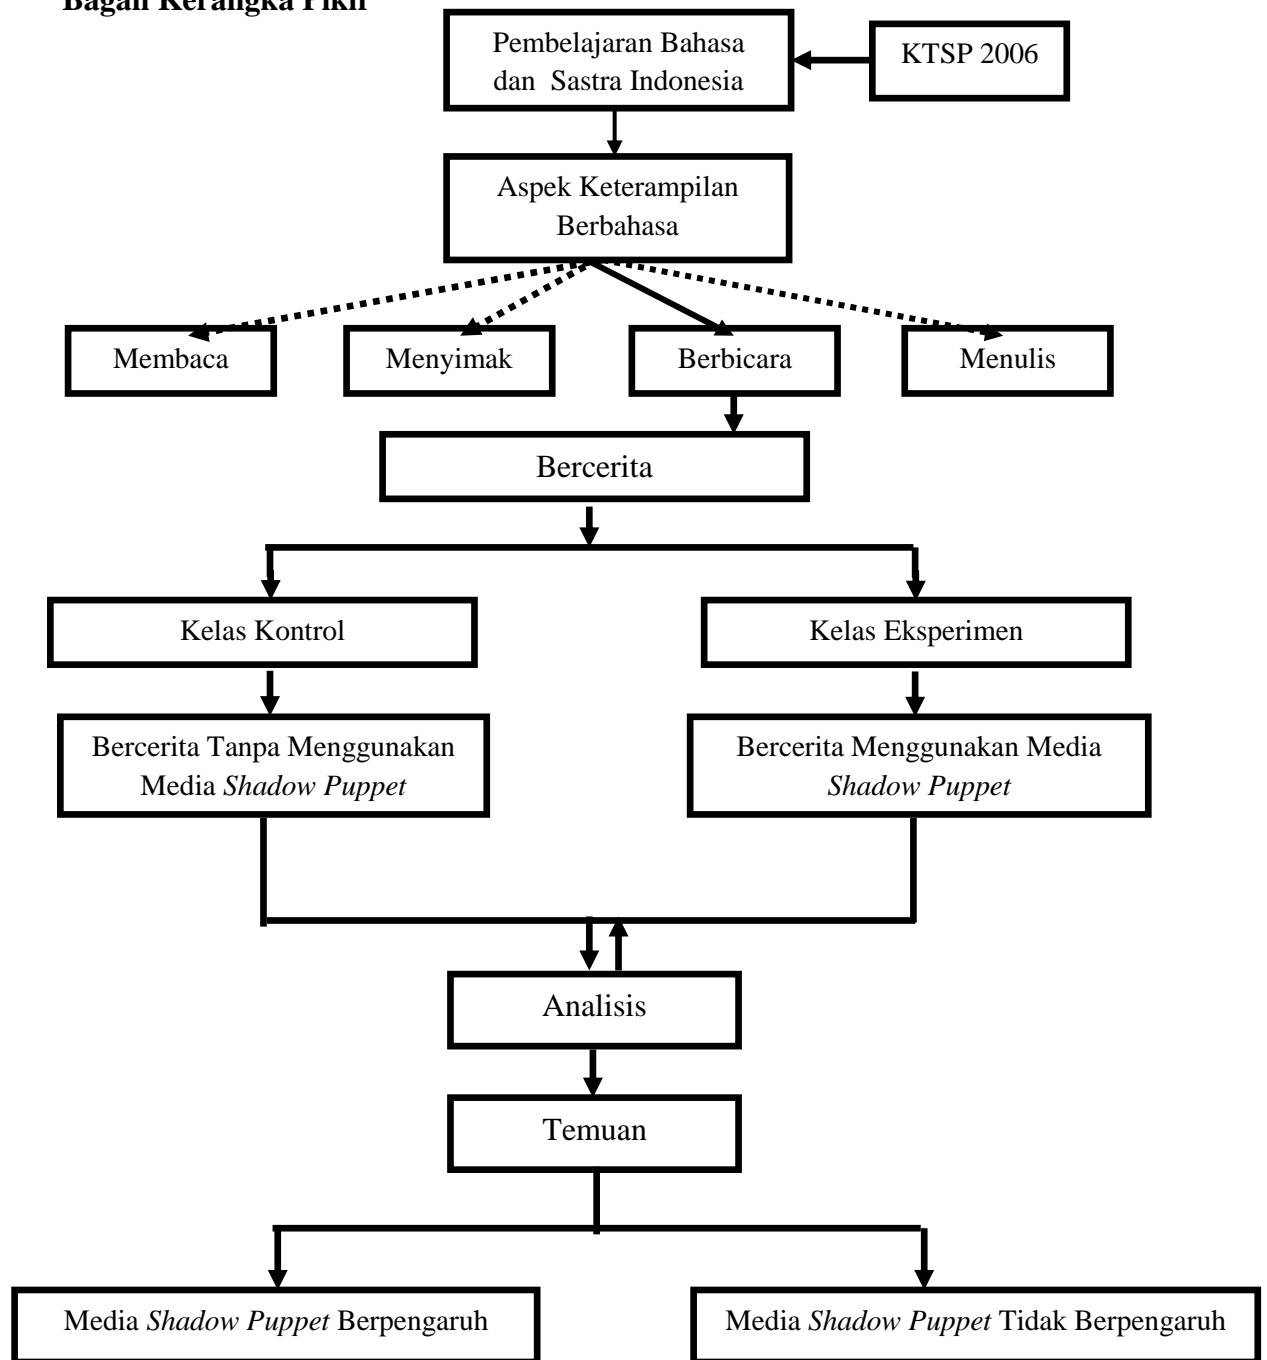 Bagan Kerangka Pikir
Pembelajaran Bahasa
dan Sastra Indonesia
KTSP 2006
Aspek Keterampilan
Berbahasa
Membaca
Menyimak
Berbicara
Menulis
Bercerita
Kelas Kontrol
Kelas Eksperimen
Bercerita Tanpa Menggunakan
Media Shadow Puppet
Bercerita Menggunakan Media
Shadow Puppet
Analisis
Temuan
Media Shadow Puppet Berpengaruh
Media Shadow Puppet Tidak Berpengaruh